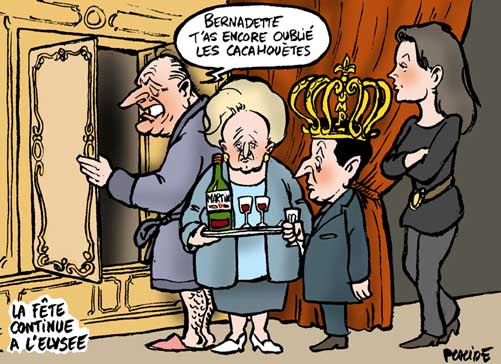 BERNADETTE
T'AS ENCORE OUBLIÉ
LES CACAHOUÈTES
UMP
MARTINI
LA FÊTE
CONTINUE
A L'ELYSÉE
PLACIDE